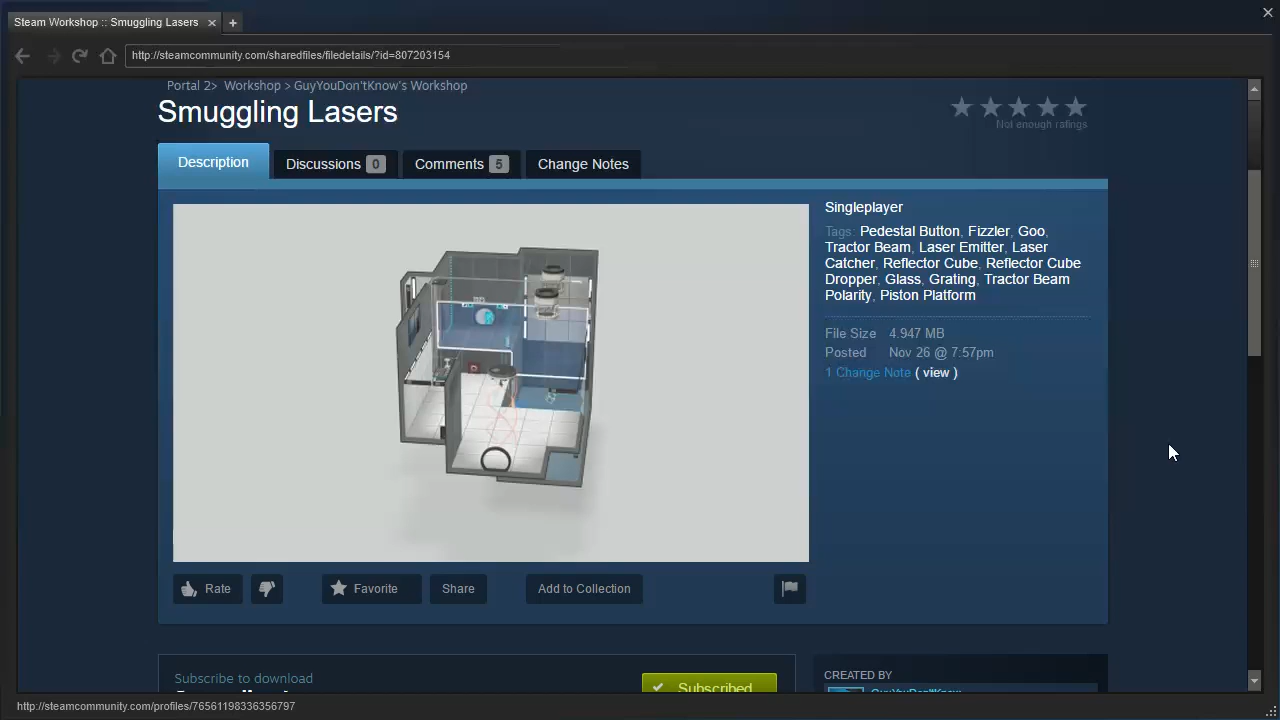 Steam Workshop :: Smuggling Lasers
http://steamcommunity.com/sharedfiles/filedetails/?id=807203154
Portal 2> Workshop > GuyYouDon'tKnow's Workshop
Smuggling Lasers
Not enough ratings
Description
Discussions 0
Comments 5
Change Notes
Singleplayer
Tags: Pedestal Button, Fizzler, Goo,
Tractor Beam, Laser Emitter, Laser
Catcher, Reflector Cube, Reflector Cube
Dropper, Glass, Grating, Tractor Beam
Polarity, Piston Platform
File Size 4.947 MB
Posted Nov 26 @ 7:57pm
1 Change Note ( view )
Rate
Favorite
Share
Add to Collection
Subscribe to download
Subscribed
CREATED BY
GuyYouDon'tKnow
http://steamcommunity.com/profiles/76561198336356797